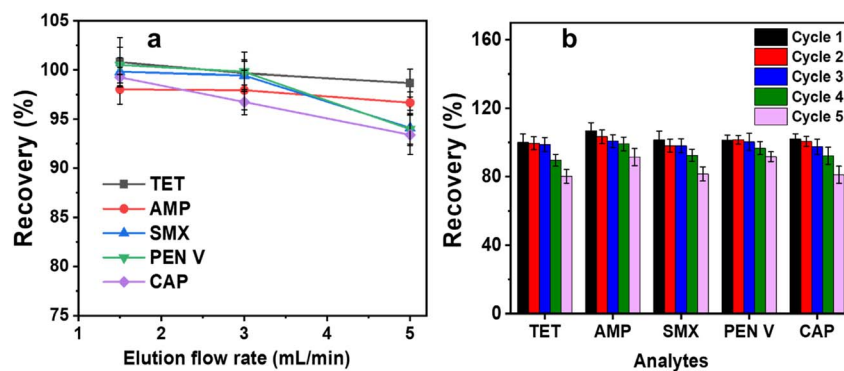 a
Recovery (%)
105
100
95
90
85
80
75
TET
AMP
SMX
PEN V
CAP
1
2
3
4
5
Elution flow rate (mL/min)
b
Recovery (%)
160
120
80
40
0
Cycle 1
Cycle 2
Cycle 3
Cycle 4
Cycle 5
TET AMP SMX PEN V CAP
Analytes